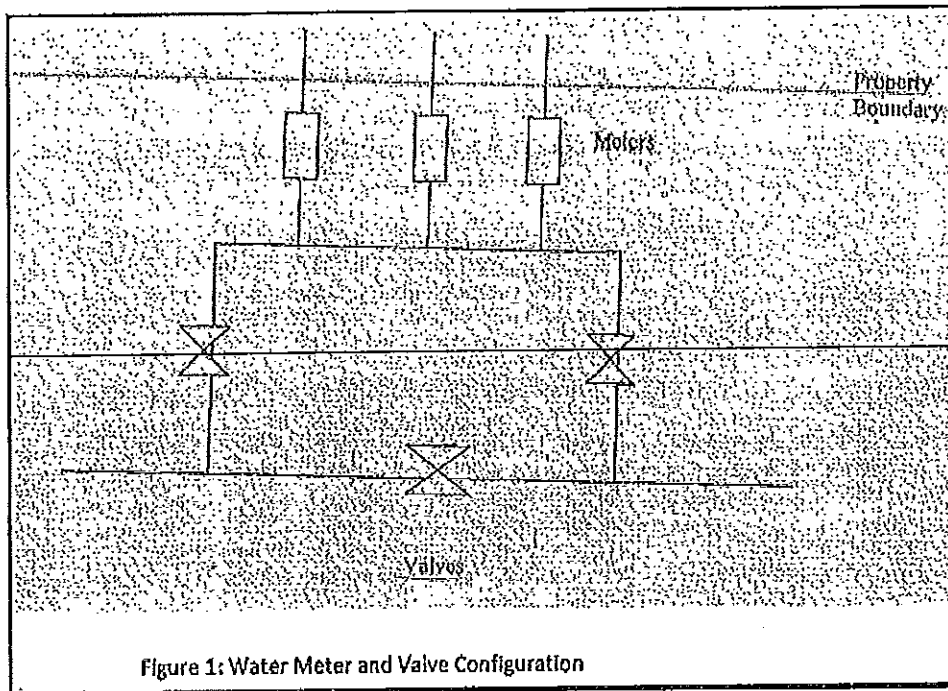 Property
Boundary
Meters
Valves
Figure 1: Water Meter and Valve Configuration